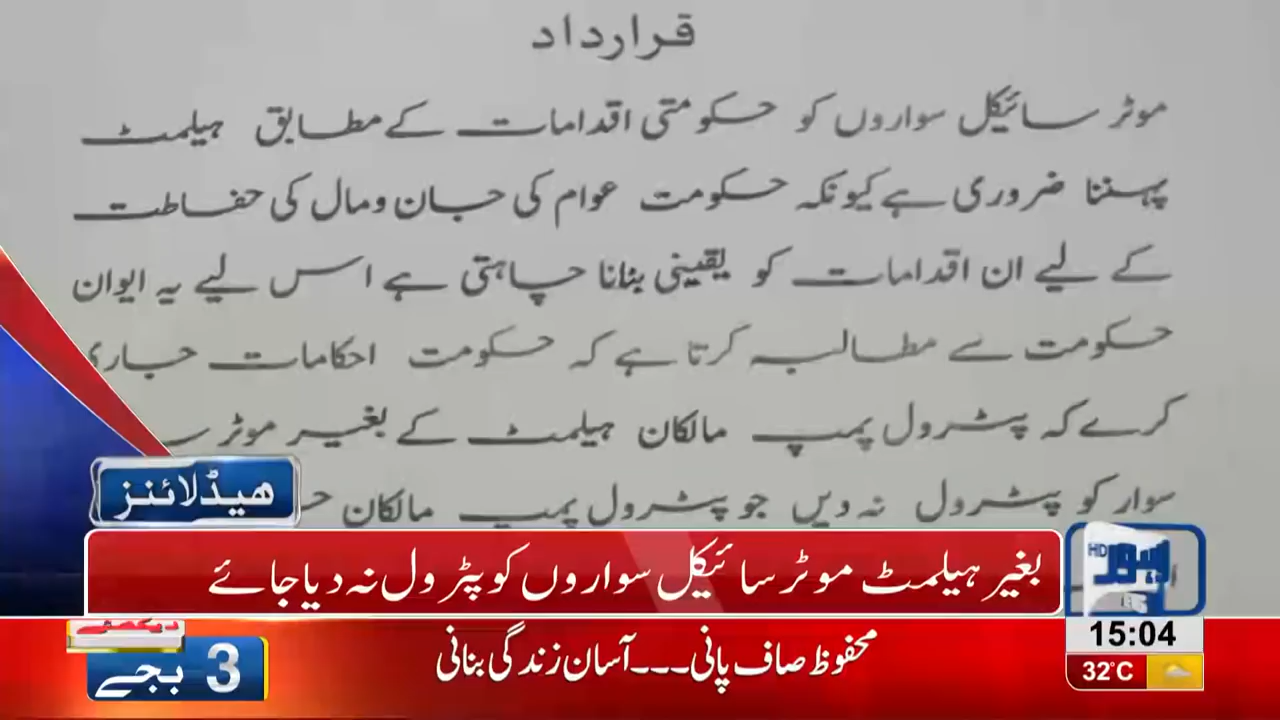 قرارداد
موٹر سائیکل سواروں کو حکومتی اقدامات کے مطابق ہیلمٹ
پہننا ضروری ہے کیونکہ حکومت عوام کی جان ومال کی حفاظت
کے لیے ان اقدامات کو یقینی بنانا چاہتی ہے اس لیے یہ ایوان
حکومت سے مطالبہ کرتا ہے کہ حکومت احکامات جاری
کرے کہ پٹرول پمپ مالکان ہیلمٹ کے بغیر موٹر
سوار کو پٹرول نہ دیں جو پٹرول پمپ مالکان
ہیڈلائنز
بغیر ہیلمٹ موٹر سائیکل سواروں کو پٹرول نہ دیا جائے
HD
15:04
32°C
دیکھئے
3 بجے
محفوظ صاف پانی۔۔۔آسان زندگی بنانی